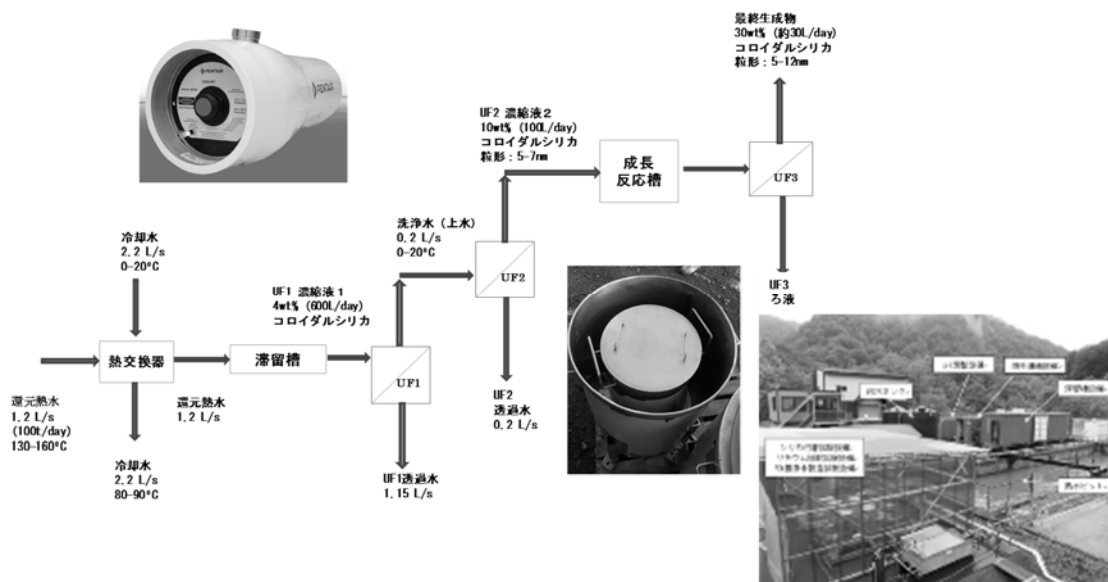 最終生成物
30wt% (約30L/day)
コロイダルシリカ
粒形：5-12nm
PENTAIR
PENTAIR
UF2 濃縮液２
10wt% (100L/day)
コロイダルシリカ
粒形：5-7nm
成長
反応槽
UF3
洗浄水（上水）
0.2 L/s
0-20°C
冷却水
2.2 L/s
0-20°C
UF1 濃縮液１
4wt% (600L/day)
コロイダルシリカ
UF2
UF3
ろ液
熱交換器
滞留槽
UF1
還元熱水
1.2 L/s
(100t/day)
130-160°C
還元熱水
1.2 L/s
UF2
透過水
0.2 L/s
冷却水
2.2 L/s
80-90°C
UF1透過水
1.15 L/s